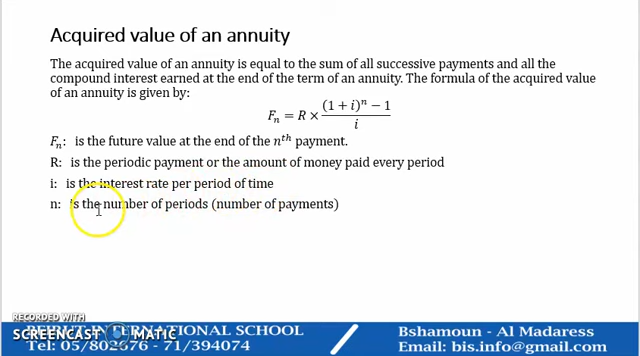 Acquired value of an annuity
The acquired value of an annuity is equal to the sum of all successive payments and all the
compound interest earned at the end of the term of an annuity. The formula of the acquired value
of an annuity is given by:
Fₙ = R × ((1 + i)ⁿ − 1) / i
Fₙ: is the future value at the end of the nᵗʰ payment.
R: is the periodic payment or the amount of money paid every period
i: is the interest rate per period of time
n: is the number of periods (number of payments)
RECORDED WITH
SCREENCAST MATIC
BEIRUT INTERNATIONAL SCHOOL
Tel: 05/802676 - 71/394074
Bshamoun - Al Madaress
Email: bis.info@gmail.com